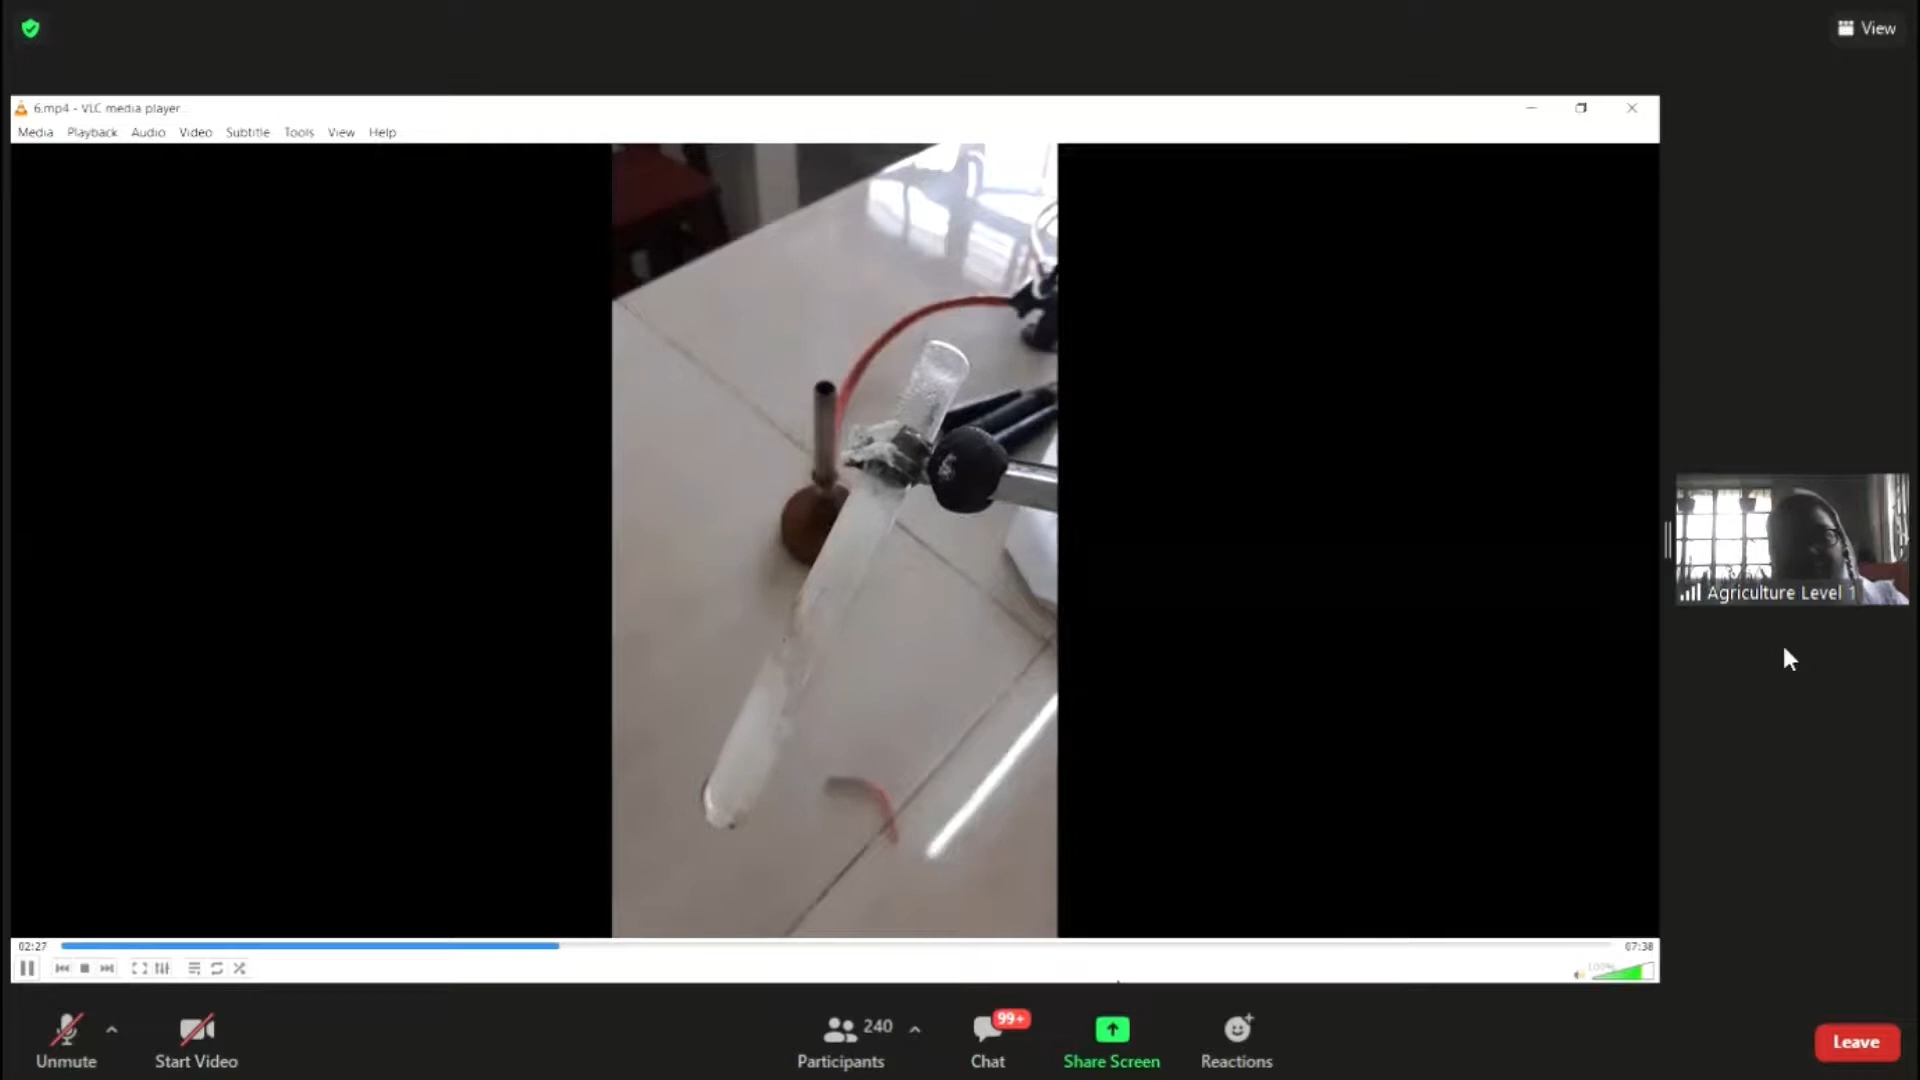 View
6.mp4 - VLC media player
Media Playback Audio Video Subtitle Tools View Help
Agriculture Level 1
02:27
07:38
100%
Unmute
Start Video
240
Participants
99+
Chat
Share Screen
Reactions
Leave